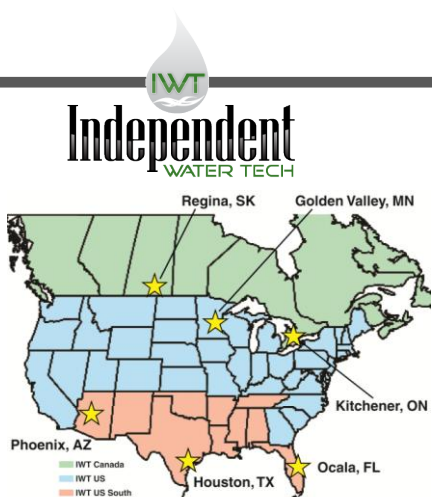 IWT
Independent
WATER TECH
Regina, SK
Golden Valley, MN
Kitchener, ON
Phoenix, AZ
Houston, TX
Ocala, FL
IWT Canada
IWT US
IWT US South